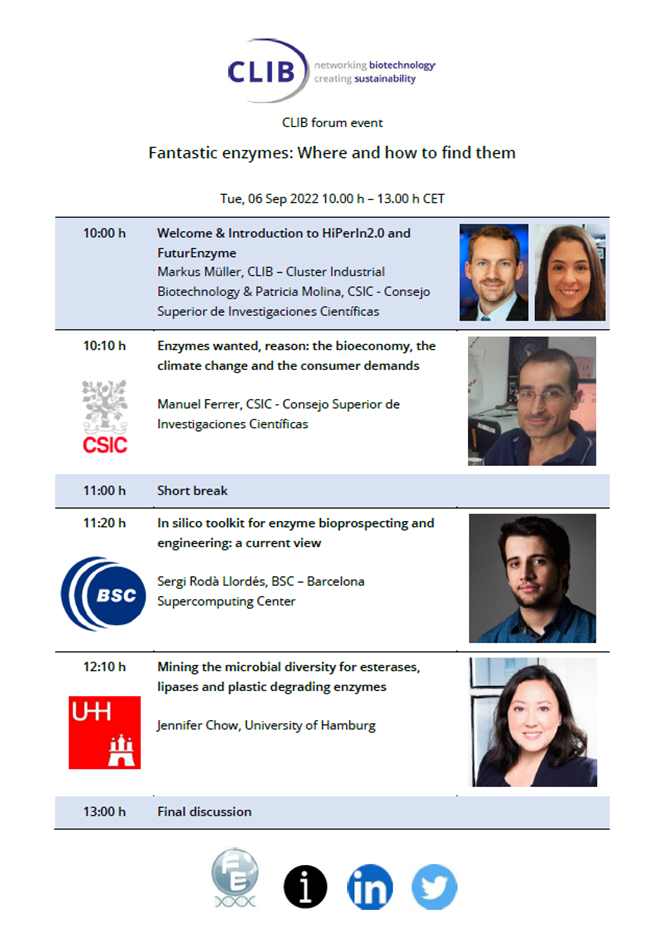 CLIB networking biotechnology
creating sustainability
CLIB forum event
Fantastic enzymes: Where and how to find them
Tue, 06 Sep 2022 10.00 h – 13.00 h CET
10:00 h Welcome & Introduction to HiPerIn2.0 and
FuturEnzyme
Markus Müller, CLIB – Cluster Industrial
Biotechnology & Patricia Molina, CSIC - Consejo
Superior de Investigaciones Científicas
10:10 h Enzymes wanted, reason: the bioeconomy, the
climate change and the consumer demands
Manuel Ferrer, CSIC - Consejo Superior de
Investigaciones Científicas
CSIC
11:00 h Short break
11:20 h In silico toolkit for enzyme bioprospecting and
engineering: a current view
Sergi Rodà Llordés, BSC – Barcelona
Supercomputing Center
BSC
12:10 h Mining the microbial diversity for esterases,
lipases and plastic degrading enzymes
Jennifer Chow, University of Hamburg
UHH
13:00 h Final discussion
FE
i
in